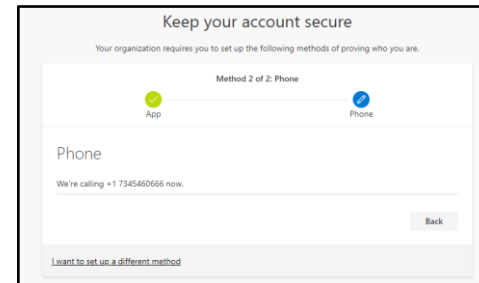 Keep your account secure
Your organization requires you to set up the following methods of proving who you are.
Method 2 of 2: Phone
App
Phone
Phone
We're calling +1 7345460666 now.
Back
I want to set up a different method